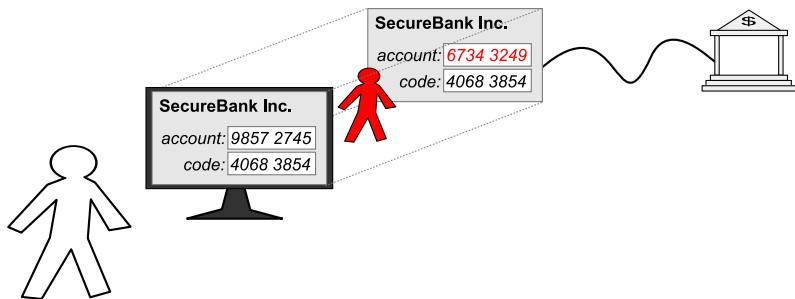 SecureBank Inc.
account: 6734 3249
code: 4068 3854
$
SecureBank Inc.
account: 9857 2745
code: 4068 3854